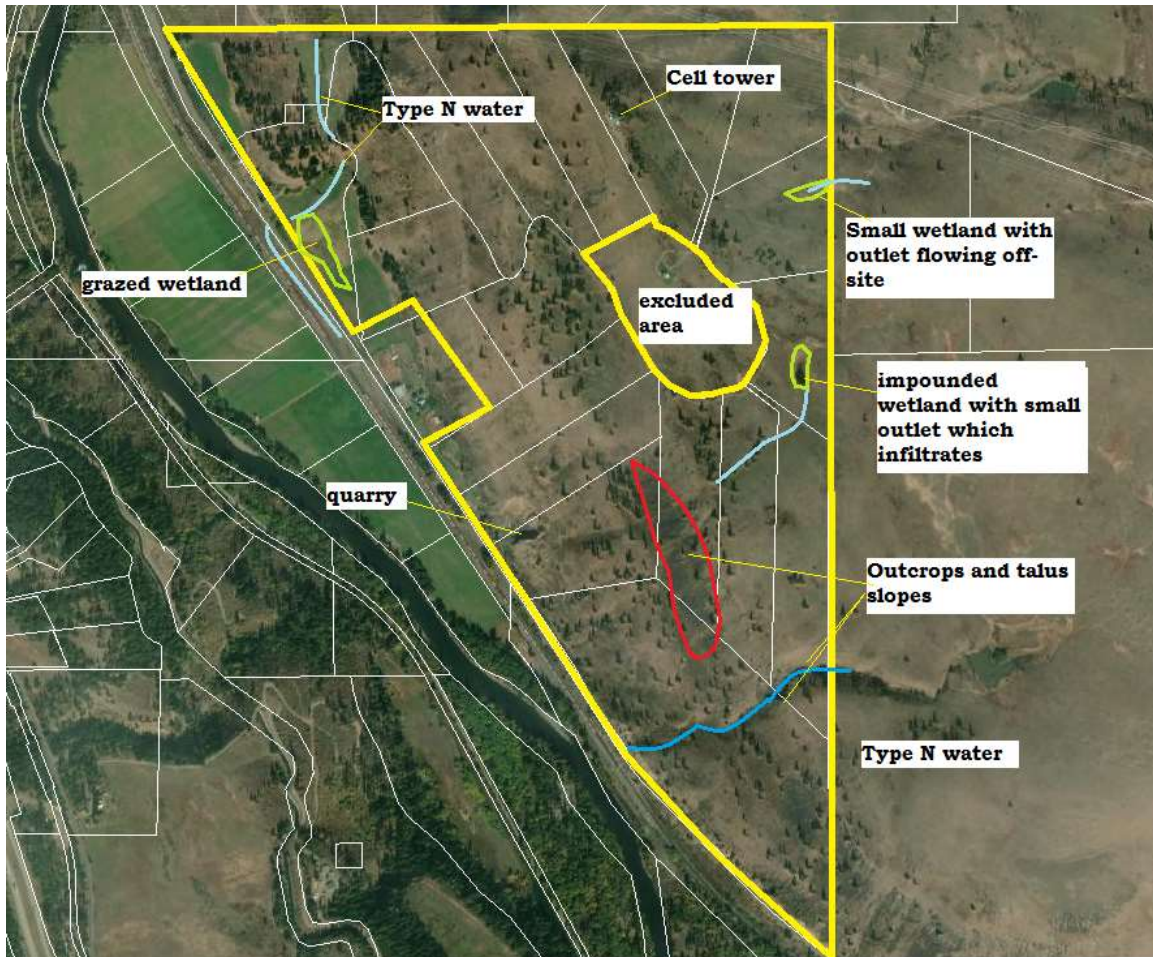 Cell tower
Type N water
Small wetland with
outlet flowing off-
site
grazed wetland
excluded
area
impounded
wetland with small
outlet which
infiltrates
quarry
Outcrops and talus
slopes
Type N water